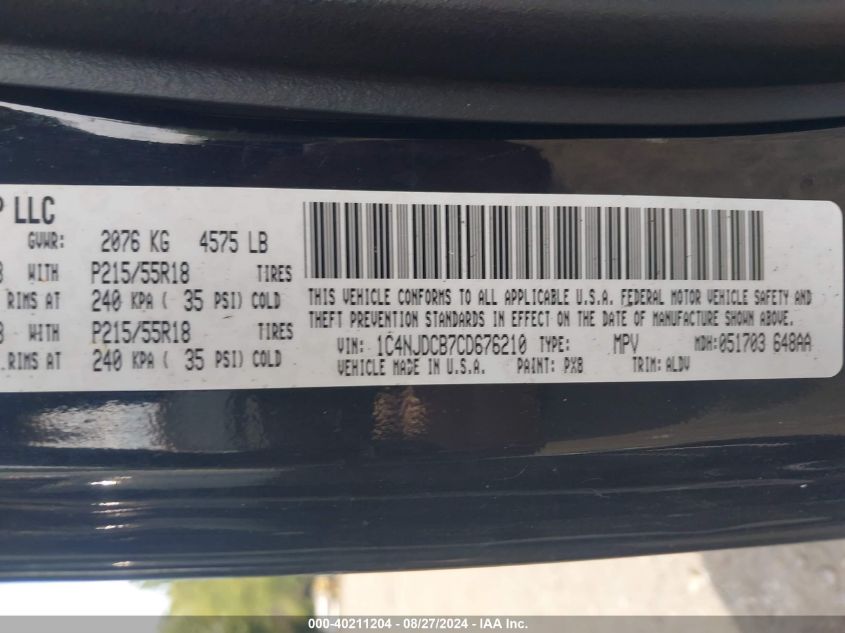 P LLC
GVWR: 2076 KG 4575 LB
WITH P215/55R18 TIRES
RIMS AT 240 KPA ( 35 PSI) COLD
WITH P215/55R18 TIRES
RIMS AT 240 KPA ( 35 PSI) COLD
THIS VEHICLE CONFORMS TO ALL APPLICABLE U.S.A. FEDERAL MOTOR VEHICLE SAFETY AND
THEFT PREVENTION STANDARDS IN EFFECT ON THE DATE OF MANUFACTURE SHOWN ABOVE.
VIN: 1C4NJDCB7CD676210 TYPE: MPV MDH: 051703 648AA
VEHICLE MADE IN U.S.A. PAINT: PXB TRIM: ALDV
000-40211204 - 08/27/2024 - IAA Inc.